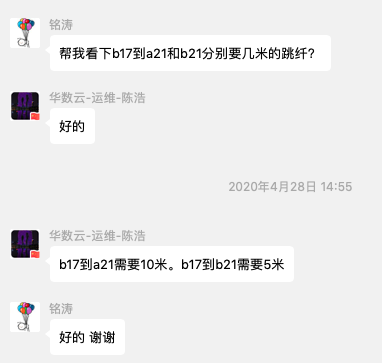 铭涛
帮我看下b17到a21和b21分别要几米的跳纤?
华数云-运维-陈浩
好的
2020年4月28日 14:55
华数云-运维-陈浩
b17到a21需要10米。b17到b21需要5米
铭涛
好的 谢谢